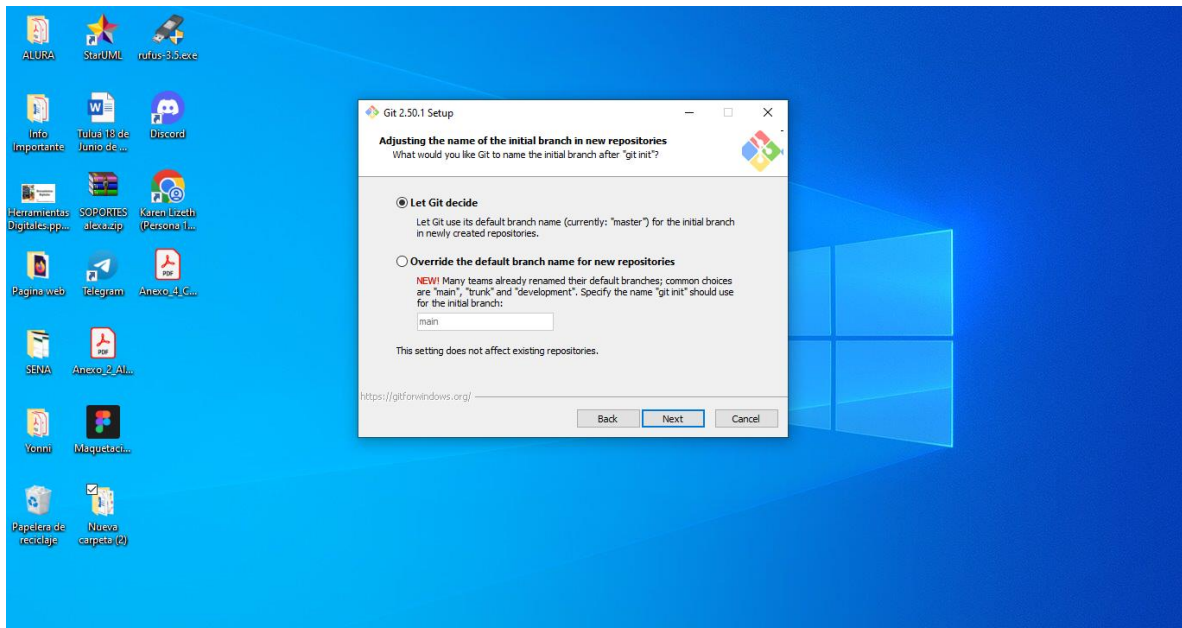 ALURA
StarUML
rufus-3.5.exe
Info
Importante
Tuluá 18 de
Junio de ...
Discord
Herramientas
Digitales.pp...
SOPORTES
alexa.zip
Karen Lizeth
(Persona 1...
Pagina web
Telegram
Anexo_4_C...
SENA
Anexo_2_Al...
Yonni
Maquetaci...
Papelera de
reciclaje
Nueva
carpeta (2)
Git 2.50.1 Setup
Adjusting the name of the initial branch in new repositories
What would you like Git to name the initial branch after "git init"?
Let Git decide
Let Git use its default branch name (currently: "master") for the initial branch
in newly created repositories.
Override the default branch name for new repositories
NEW! Many teams already renamed their default branches; common choices
are "main", "trunk" and "development". Specify the name "git init" should use
for the initial branch:
main
This setting does not affect existing repositories.
https://gitforwindows.org/
Back
Next
Cancel